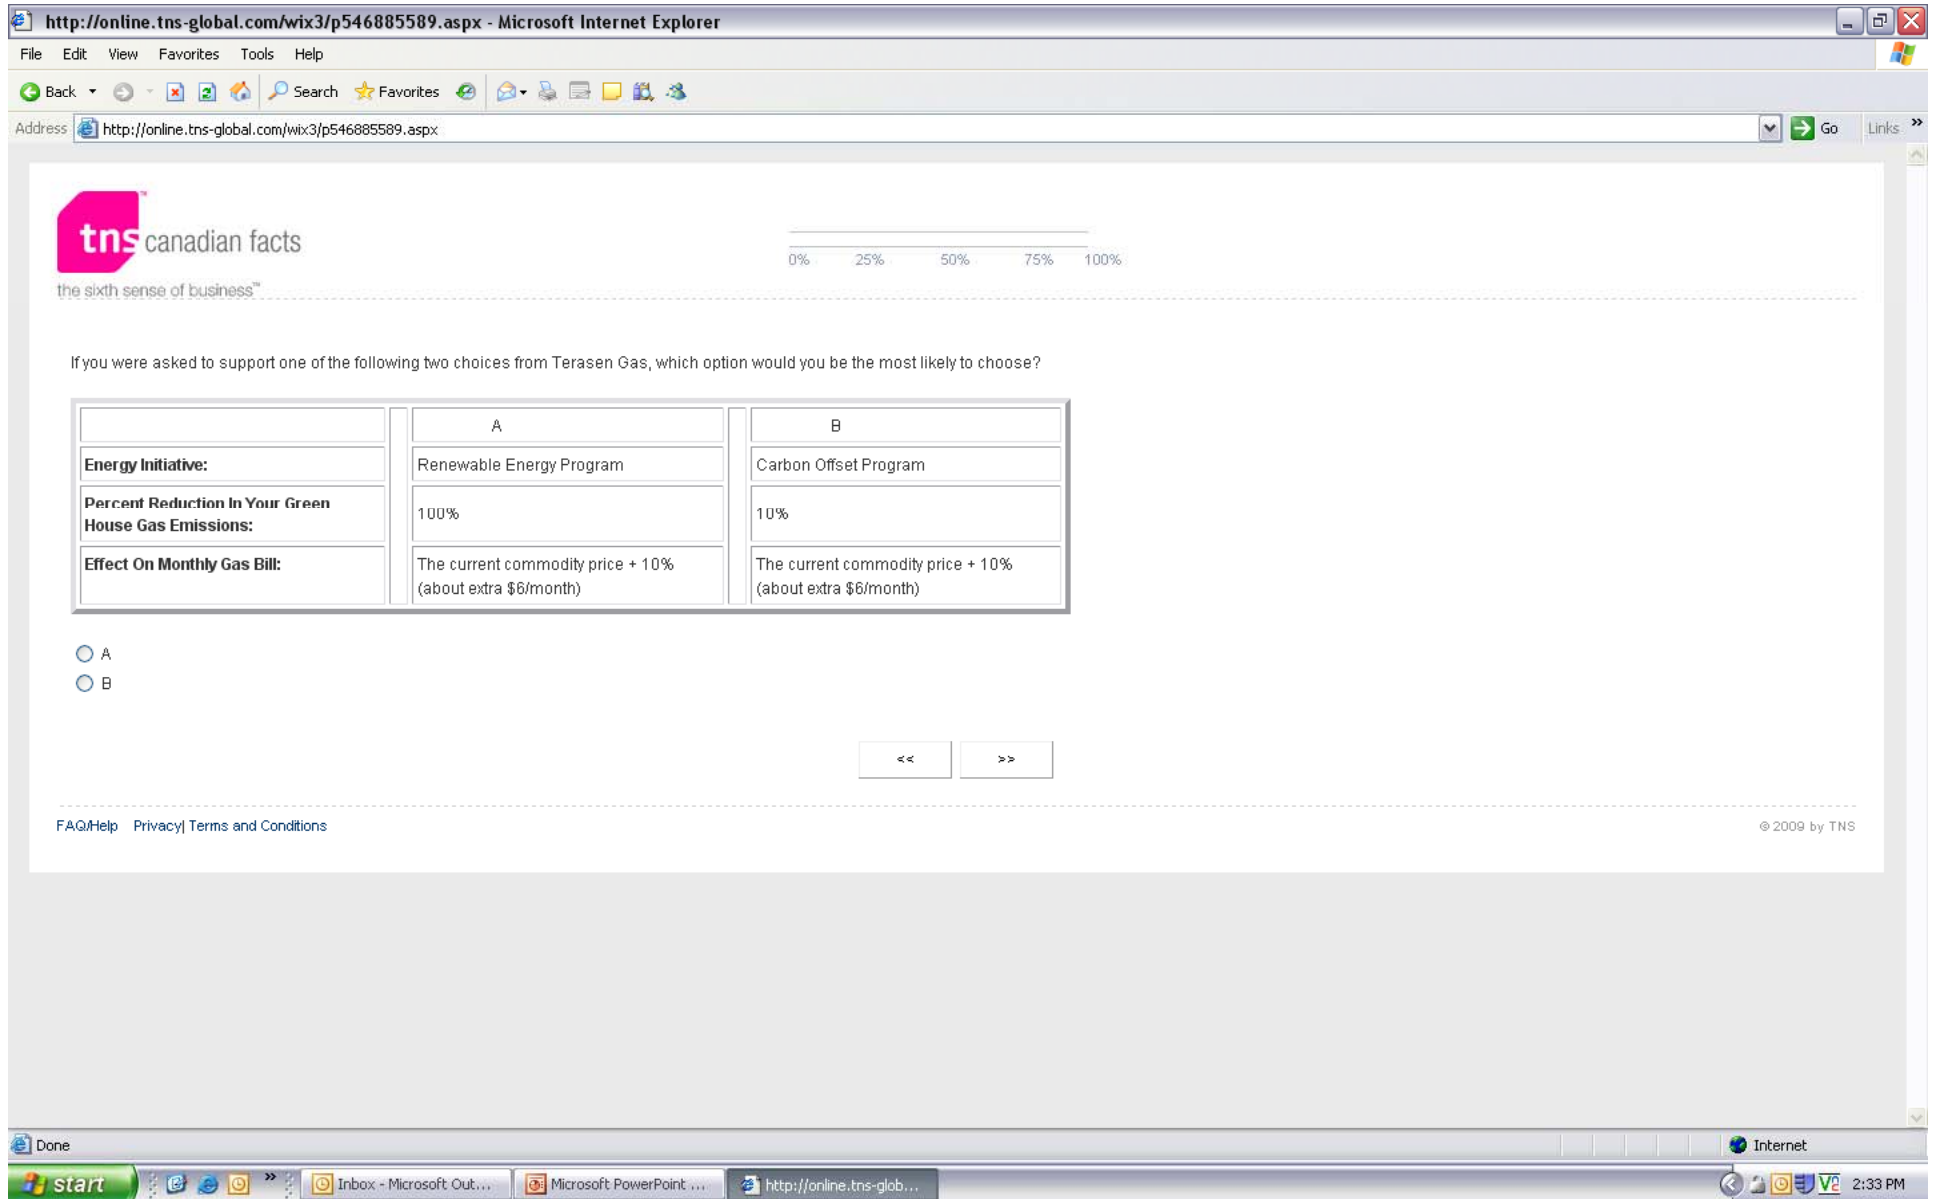 http://online.tns-global.com/wix3/p546885589.aspx - Microsoft Internet Explorer
File Edit View Favorites Tools Help
Back Search Favorites
Address http://online.tns-global.com/wix3/p546885589.aspx Go Links »
tns canadian facts
the sixth sense of business™
0% 25% 50% 75% 100%
If you were asked to support one of the following two choices from Terasen Gas, which option would you be the most likely to choose?
A B
Energy Initiative: Renewable Energy Program Carbon Offset Program
Percent Reduction In Your Green
House Gas Emissions: 100% 10%
Effect On Monthly Gas Bill: The current commodity price + 10% The current commodity price + 10%
(about extra $6/month) (about extra $6/month)
A
B
<< >>
FAQ/Help Privacy| Terms and Conditions © 2009 by TNS
Done Internet
start » Inbox - Microsoft Out... Microsoft PowerPoint ... http://online.tns-glob... 2:33 PM